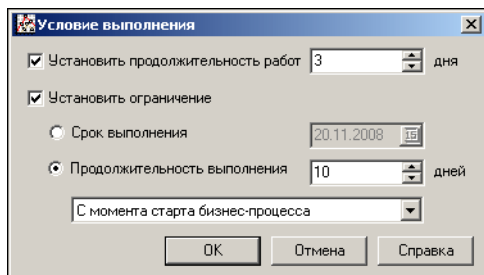 Условие выполнения
Установить продолжительность работ 3 дня
Установить ограничение
Срок выполнения 20.11.2008 15
Продолжительность выполнения 10 дней
С момента старта бизнес-процесса
OK Отмена Справка